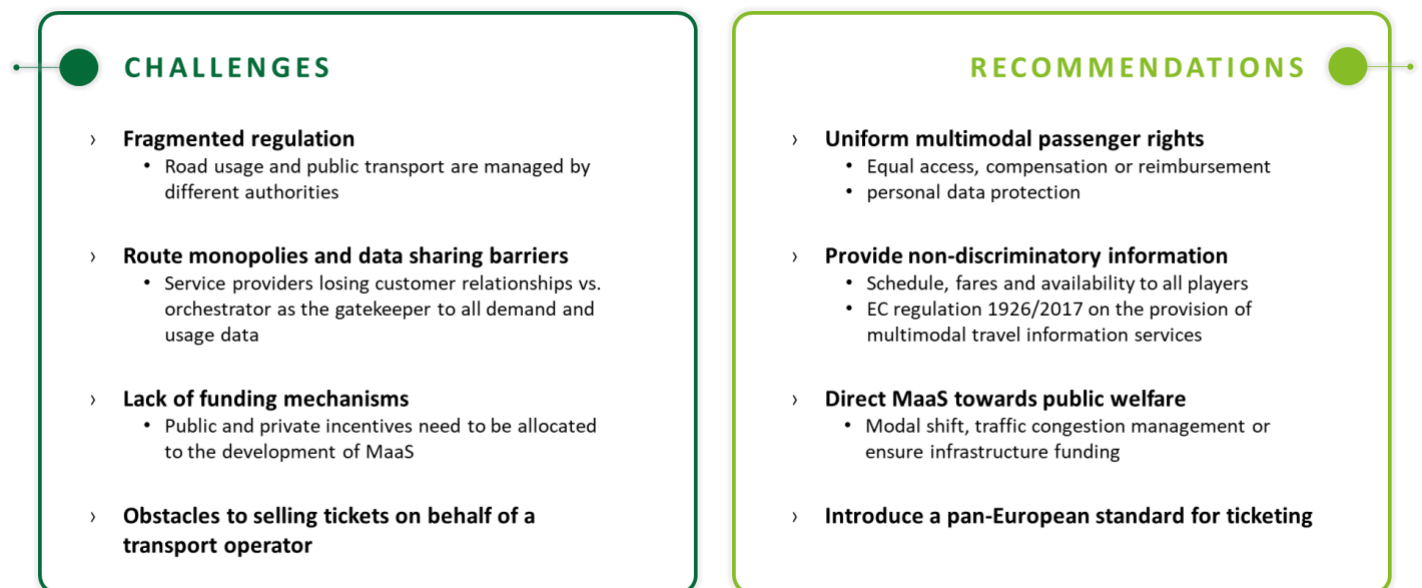 CHALLENGES
› Fragmented regulation
• Road usage and public transport are managed by
different authorities
› Route monopolies and data sharing barriers
• Service providers losing customer relationships vs.
orchestrator as the gatekeeper to all demand and
usage data
› Lack of funding mechanisms
• Public and private incentives need to be allocated
to the development of MaaS
› Obstacles to selling tickets on behalf of a
transport operator
RECOMMENDATIONS
› Uniform multimodal passenger rights
• Equal access, compensation or reimbursement
• personal data protection
› Provide non-discriminatory information
• Schedule, fares and availability to all players
• EC regulation 1926/2017 on the provision of
multimodal travel information services
› Direct MaaS towards public welfare
• Modal shift, traffic congestion management or
ensure infrastructure funding
› Introduce a pan-European standard for ticketing